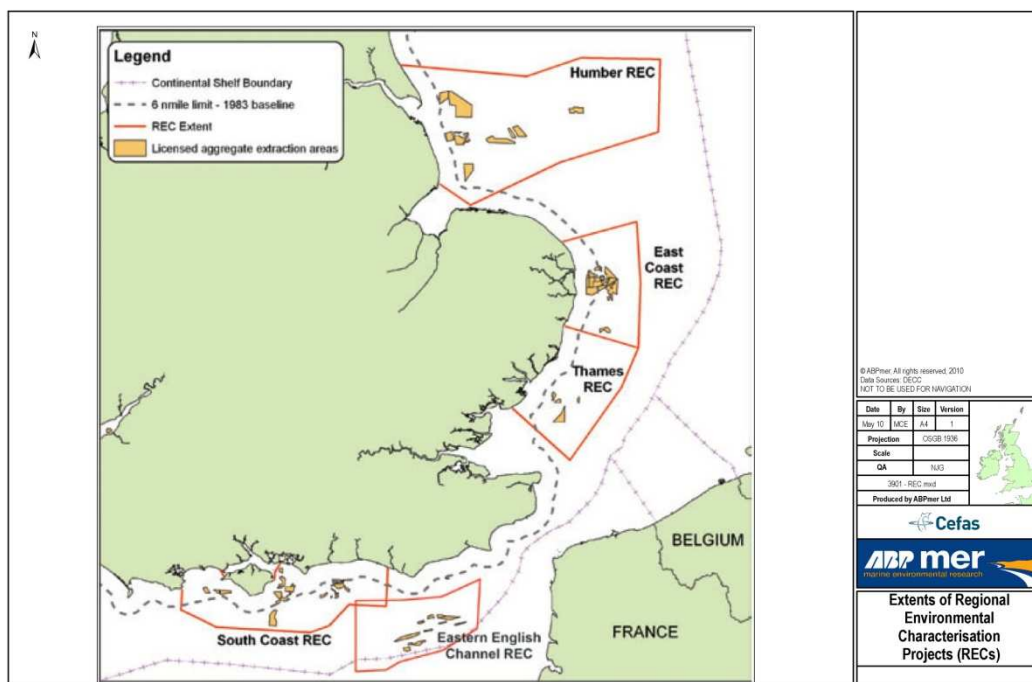 N
Legend
Continental Shelf Boundary
6 nmile limit - 1983 baseline
REC Extent
Licensed aggregate extraction areas
Humber REC
East
Coast
REC
Thames
REC
BELGIUM
FRANCE
South Coast REC
Eastern English
Channel REC
© ABPmer, All rights reserved, 2010
Data Sources: DECC
NOT TO BE USED FOR NAVIGATION
Date By Size Version
May 10 MCE A4 1
Projection OSGB 1936
Scale
QA NJG
3901 - REC mxd
Produced by ABPmer Ltd
Cefas
ABP mer
marine environmental research
Extents of Regional
Environmental
Characterisation
Projects (RECs)